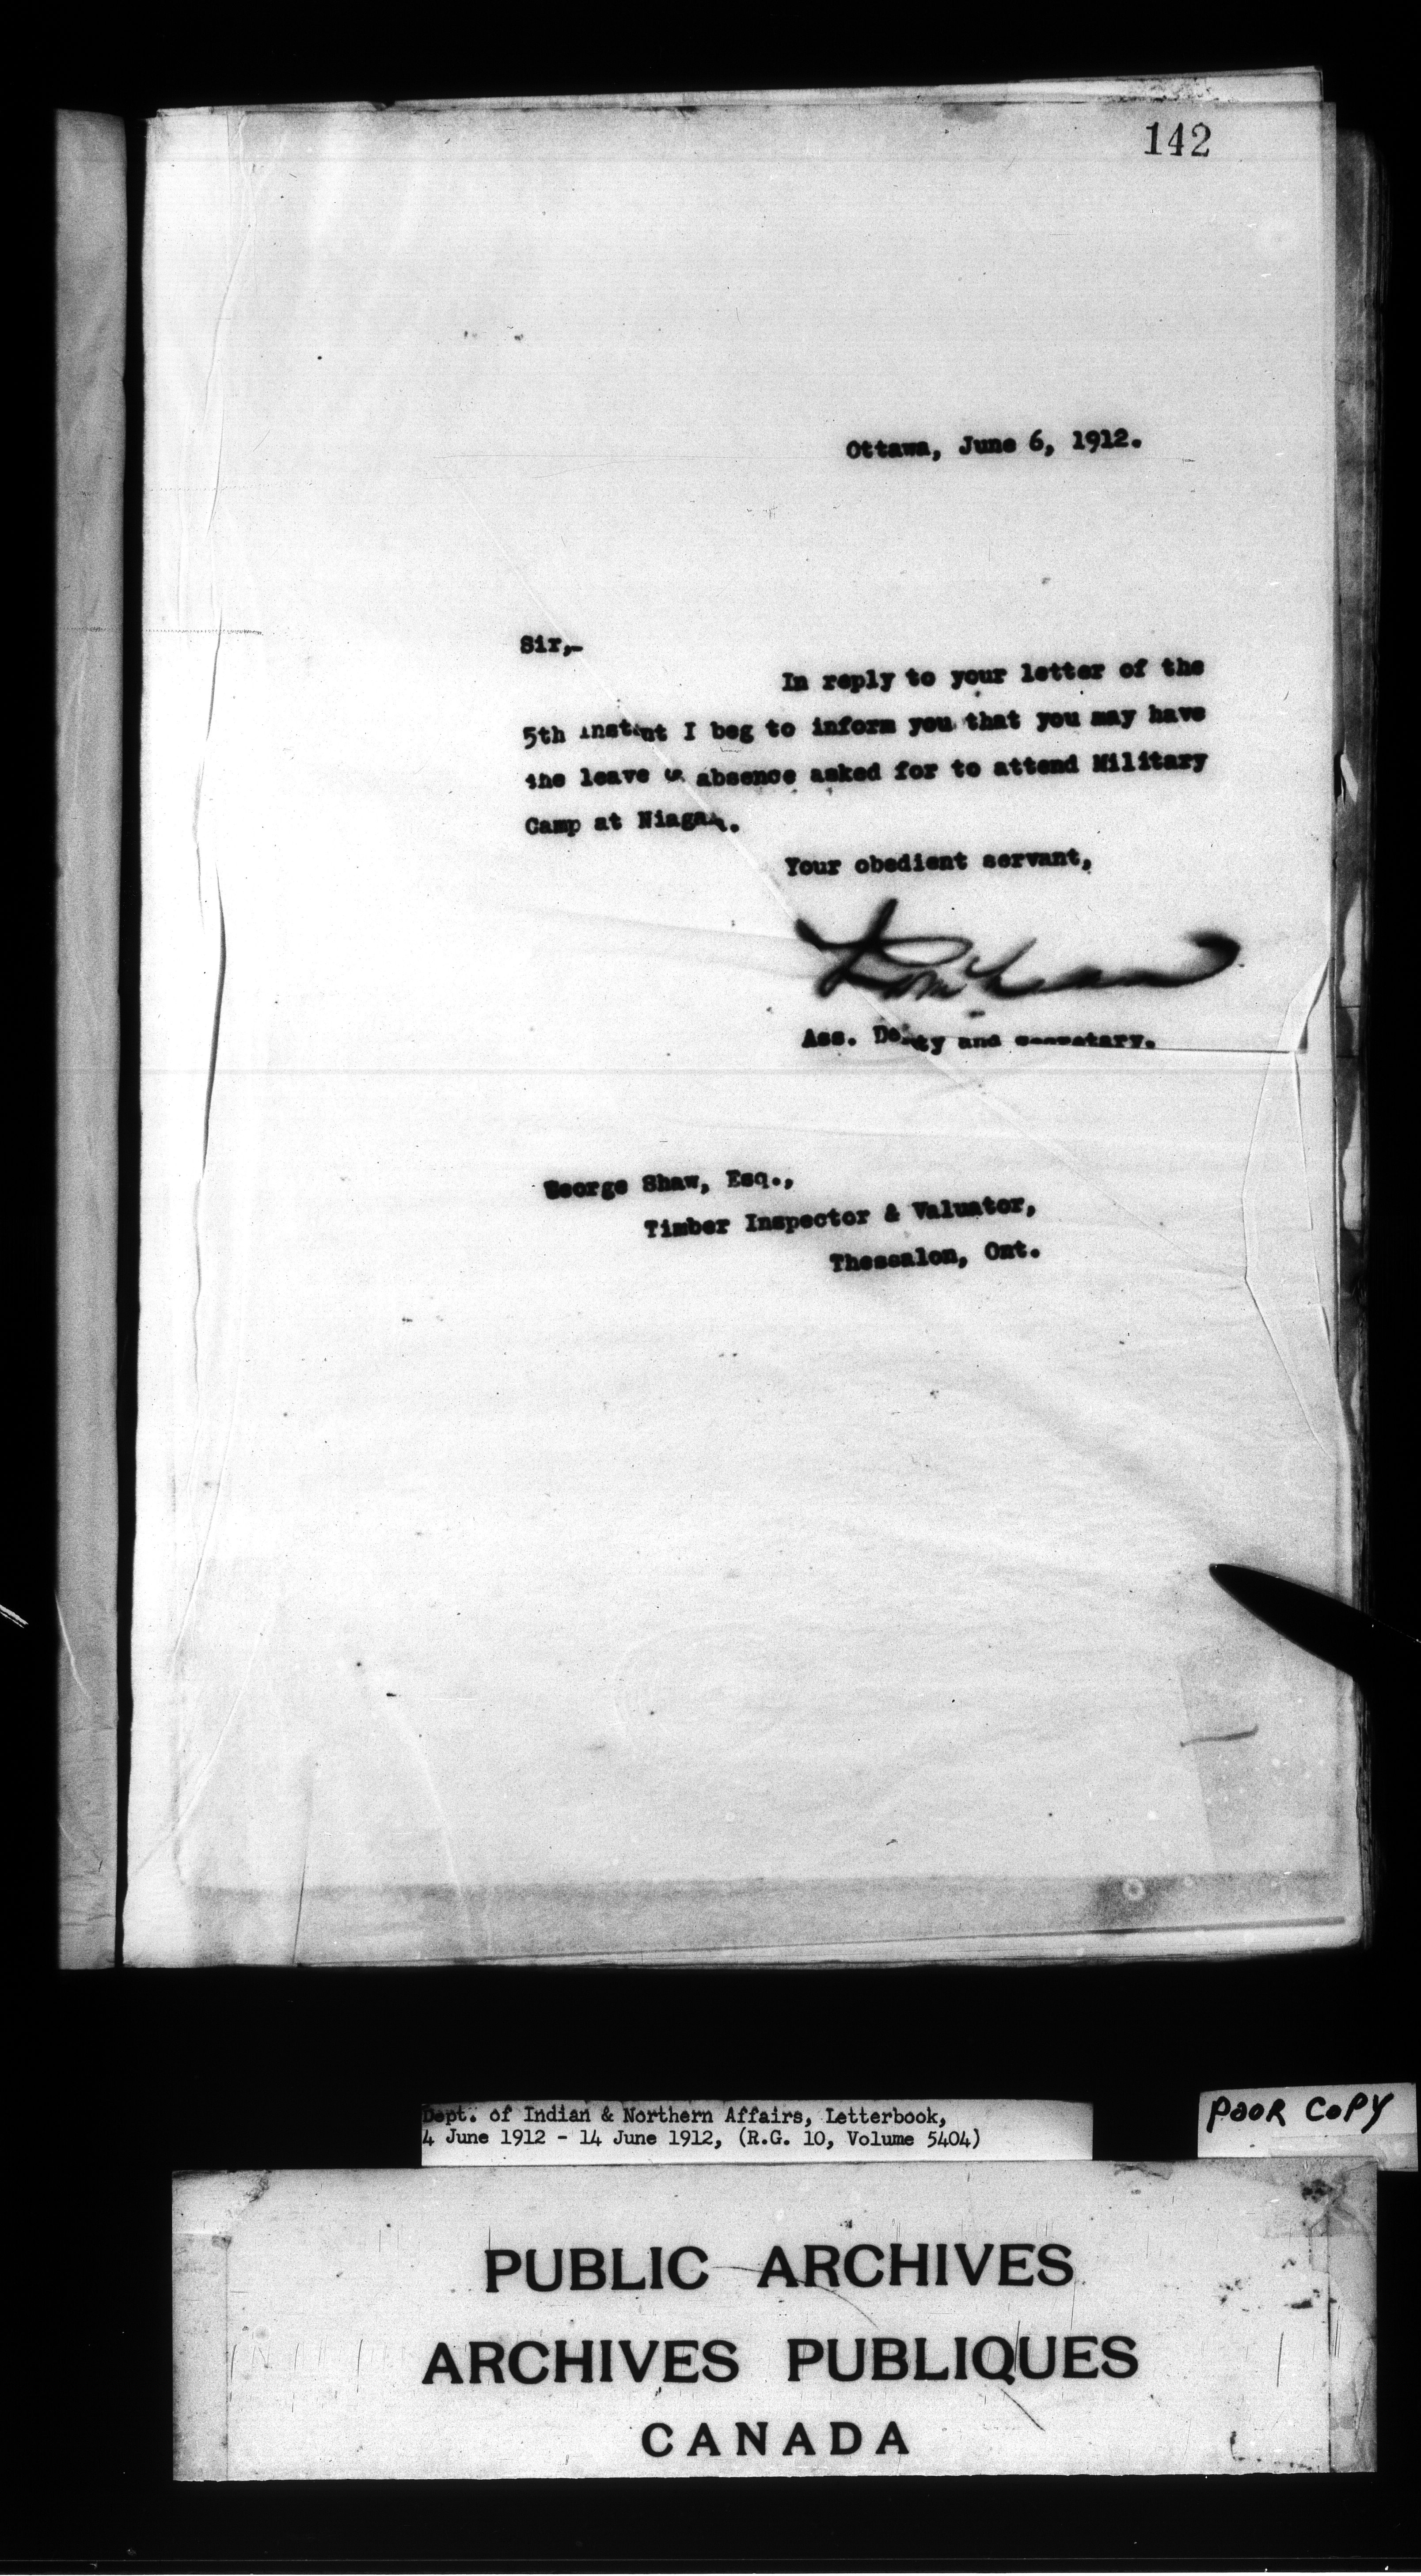 142
Ottawa, June 6, 1912.
Sir,-
In reply to your letter of the
5th instant I beg to inform you that you may have
the leave absence asked for to attend Military
Camp at
Your obedient servant,
Ass. Deputy and secretary.
George Shaw, Esq.,
Timber Inspector & Valuator,
Thessalon, Ont.
Dept. of Indian & Northern Affairs, Letterbook,
4 June 1912 - 14 June 1912, (R.G. 10, Volume 5404)
POOR COPY
PUBLIC ARCHIVES
ARCHIVES PUBLIQUES
CANADA